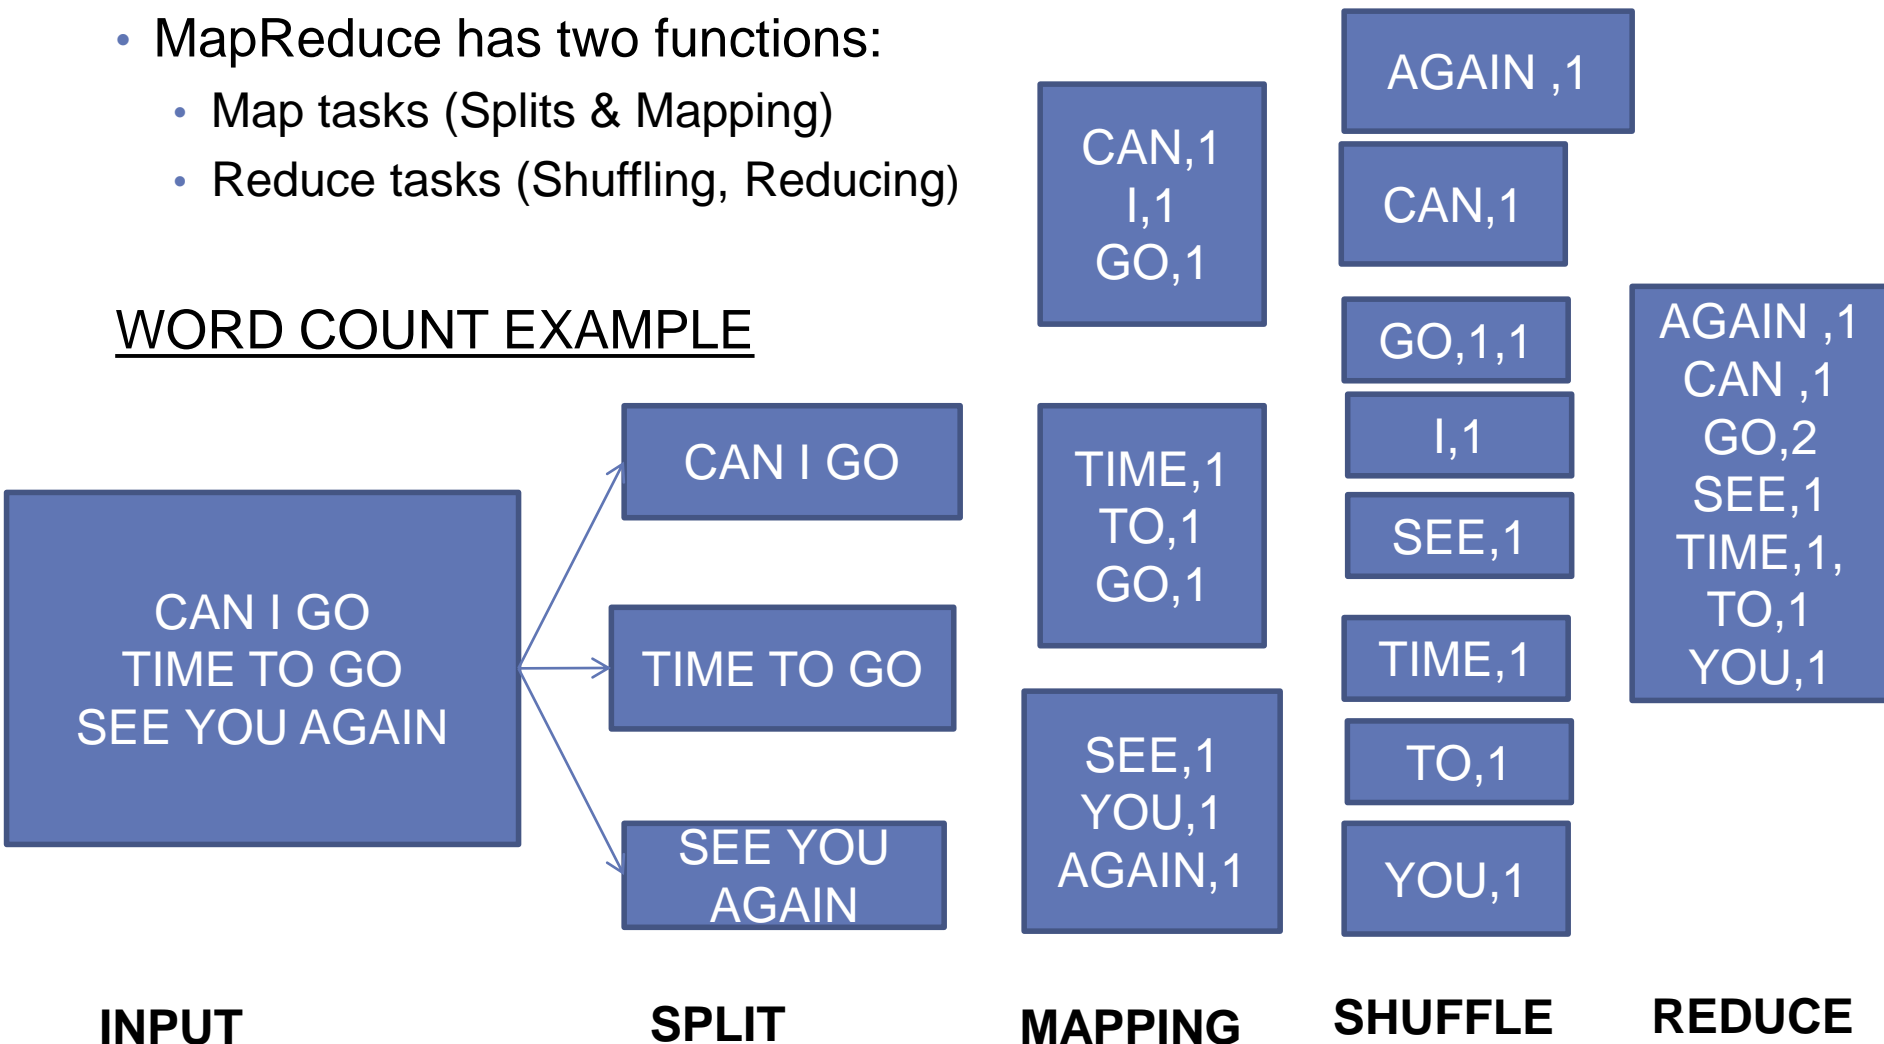 • MapReduce has two functions:
• Map tasks (Splits & Mapping)
• Reduce tasks (Shuffling, Reducing)
WORD COUNT EXAMPLE
CAN I GO
TIME TO GO
SEE YOU AGAIN
CAN I GO
TIME TO GO
SEE YOU
AGAIN
CAN,1
I,1
GO,1
TIME,1
TO,1
GO,1
SEE,1
YOU,1
AGAIN,1
AGAIN ,1
CAN,1
GO,1,1
I,1
SEE,1
TIME,1
TO,1
YOU,1
AGAIN ,1
CAN ,1
GO,2
SEE,1
TIME,1,
TO,1
YOU,1
INPUT
SPLIT
MAPPING
SHUFFLE
REDUCE